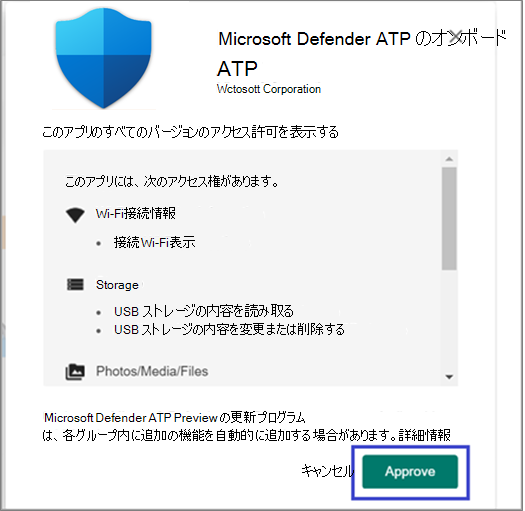 Microsoft Defender ATP のオンボード
ATP
Wctosott Corporation
このアプリのすべてのバージョンのアクセス許可を表示する
このアプリには、次のアクセス権があります。
Wi-Fi接続情報
• 接続Wi-Fi表示
Storage
• USB ストレージの内容を読み取る
• USB ストレージの内容を変更または削除する
Photos/Media/Files
Microsoft Defender ATP Preview の更新プログラム
は、各グループ内に追加の機能を自動的に追加する場合があります。詳細情報
キャンセル Approve